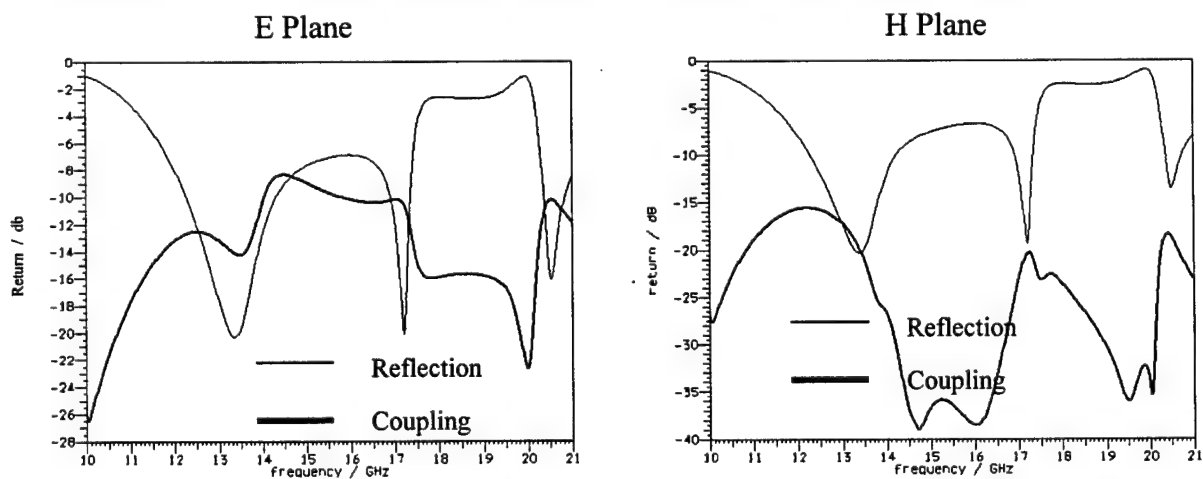 E Plane
H Plane
0
-2
-4
-6
-8
-10
-12
-14
-16
-18
-20
-22
-24
-26
-28
Return / db
10 11 12 13 14 15 16 17 18 19 20 21
frequency / GHz
Reflection
Coupling
0
-5
-10
-15
-20
-25
-30
-35
-40
return / dB
10 11 12 13 14 15 16 17 18 19 20 21
frequency / GHz
Reflection
Coupling